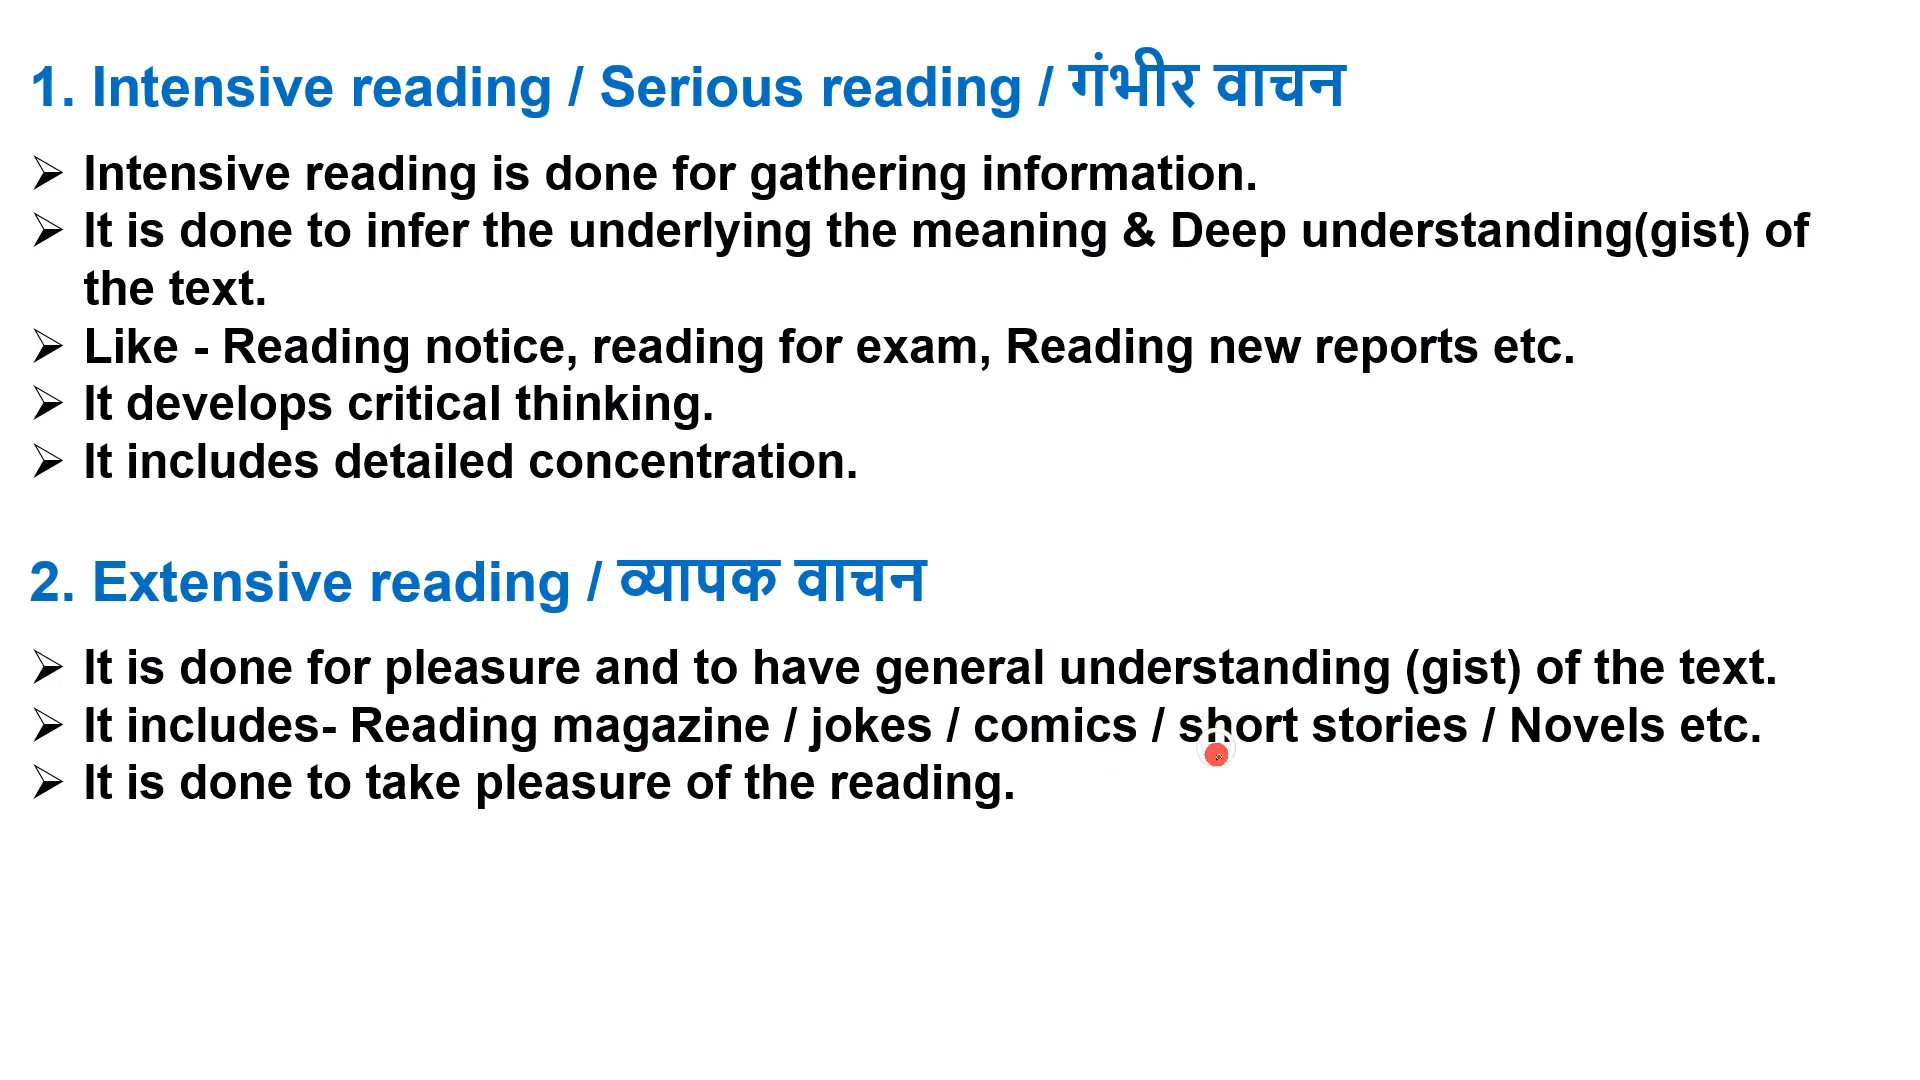 1. Intensive reading / Serious reading / गंभीर वाचन
➢ Intensive reading is done for gathering information.
➢ It is done to infer the underlying the meaning & Deep understanding(gist) of
the text.
➢ Like - Reading notice, reading for exam, Reading new reports etc.
➢ It develops critical thinking.
➢ It includes detailed concentration.
2. Extensive reading / व्यापक वाचन
➢ It is done for pleasure and to have general understanding (gist) of the text.
➢ It includes- Reading magazine / jokes / comics / short stories / Novels etc.
➢ It is done to take pleasure of the reading.